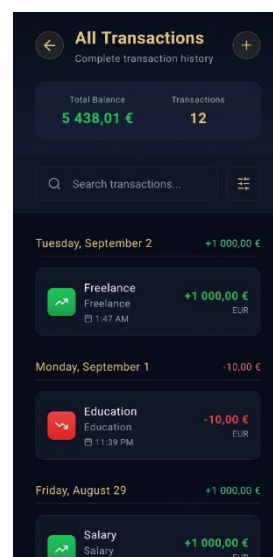 All Transactions
Complete transaction history
Total Balance
Transactions
5 438,01 €
12
Search transactions...
Tuesday, September 2
+1 000,00 €
Freelance
Freelance
+1 000,00 €
EUR
1:47 AM
Monday, September 1
-10,00 €
Education
Education
-10,00 €
EUR
11:39 PM
Friday, August 29
+1 000,00 €
Salary
Salary
+1 000,00 €
EUR